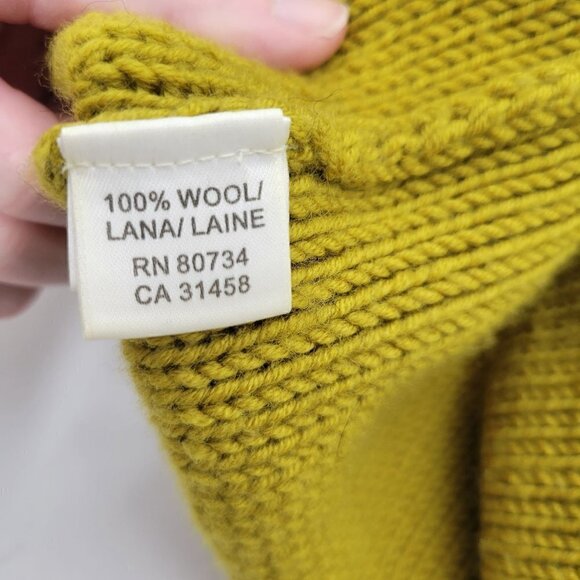 100% WOOL/
LANA/ LAINE
RN 80734
CA 31458